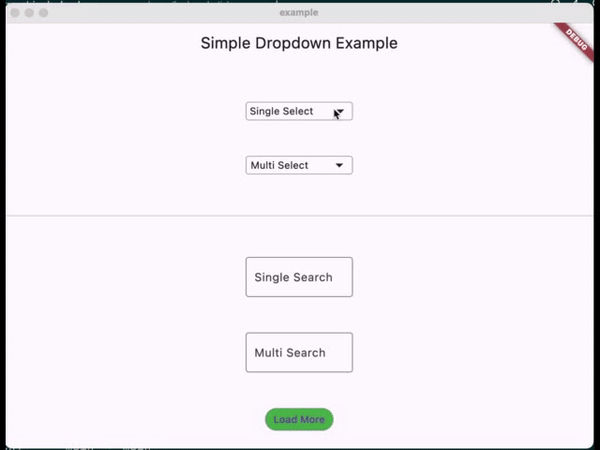 example
Simple Dropdown Example
DEBUG
Single Select
Multi Select
Single Search
Multi Search
Load More